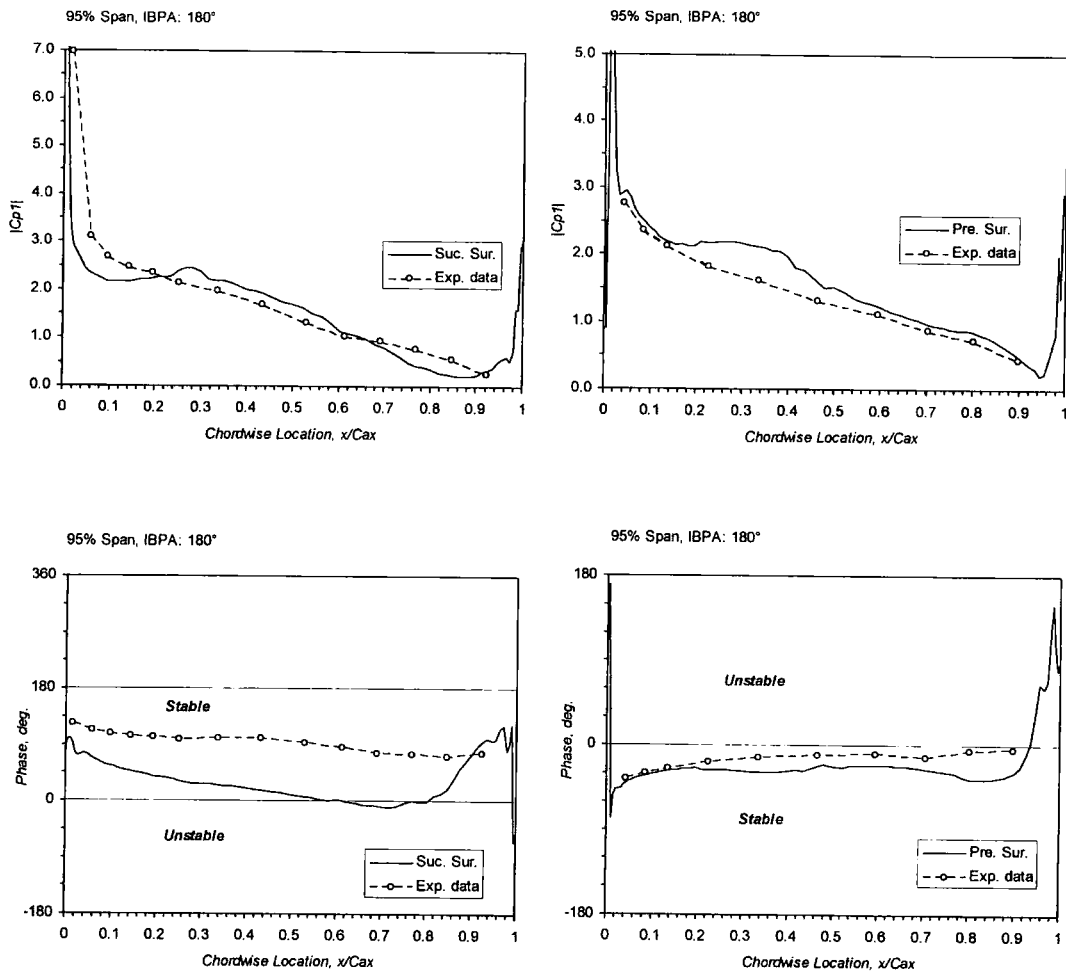 95% Span, IBPA: 180°
7.0
6.0
5.0
4.0
3.0
2.0
1.0
0.0
|Cp1|
Suc. Sur.
Exp. data
0 0.1 0.2 0.3 0.4 0.5 0.6 0.7 0.8 0.9 1
Chordwise Location, x/Cax
95% Span, IBPA: 180°
5.0
4.0
3.0
2.0
1.0
0.0
|Cp1|
Pre. Sur.
Exp. data
0 0.1 0.2 0.3 0.4 0.5 0.6 0.7 0.8 0.9 1
Chordwise Location, x/Cax
95% Span, IBPA: 180°
360
180
0
-180
Phase, deg.
Stable
Unstable
Suc. Sur.
Exp. data
0 0.1 0.2 0.3 0.4 0.5 0.6 0.7 0.8 0.9 1
Chordwise Location, x/Cax
95% Span, IBPA: 180°
180
0
-180
Phase, deg.
Unstable
Stable
Pre. Sur.
Exp. data
0 0.1 0.2 0.3 0.4 0.5 0.6 0.7 0.8 0.9 1
Chordwise Location, x/Cax